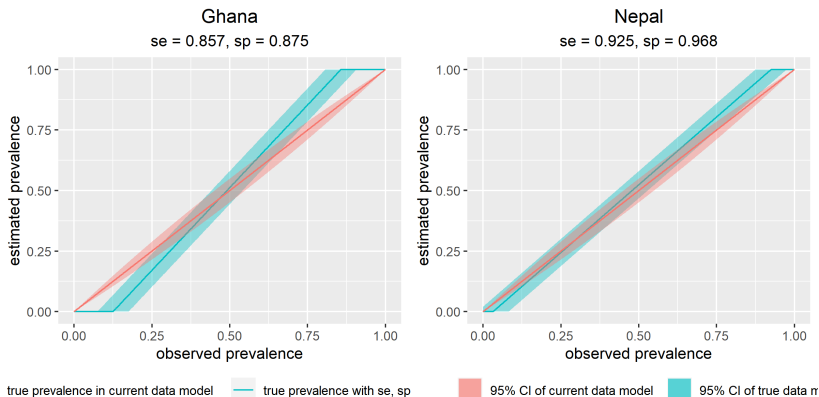 Ghana
se = 0.857, sp = 0.875
1.00
0.75
0.50
0.25
0.00
estimated prevalence
0.00 0.25 0.50 0.75 1.00
observed prevalence
Nepal
se = 0.925, sp = 0.968
1.00
0.75
0.50
0.25
0.00
estimated prevalence
0.00 0.25 0.50 0.75 1.00
observed prevalence
true prevalence in current data model true prevalence with se, sp 95% CI of current data model 95% CI of true data m